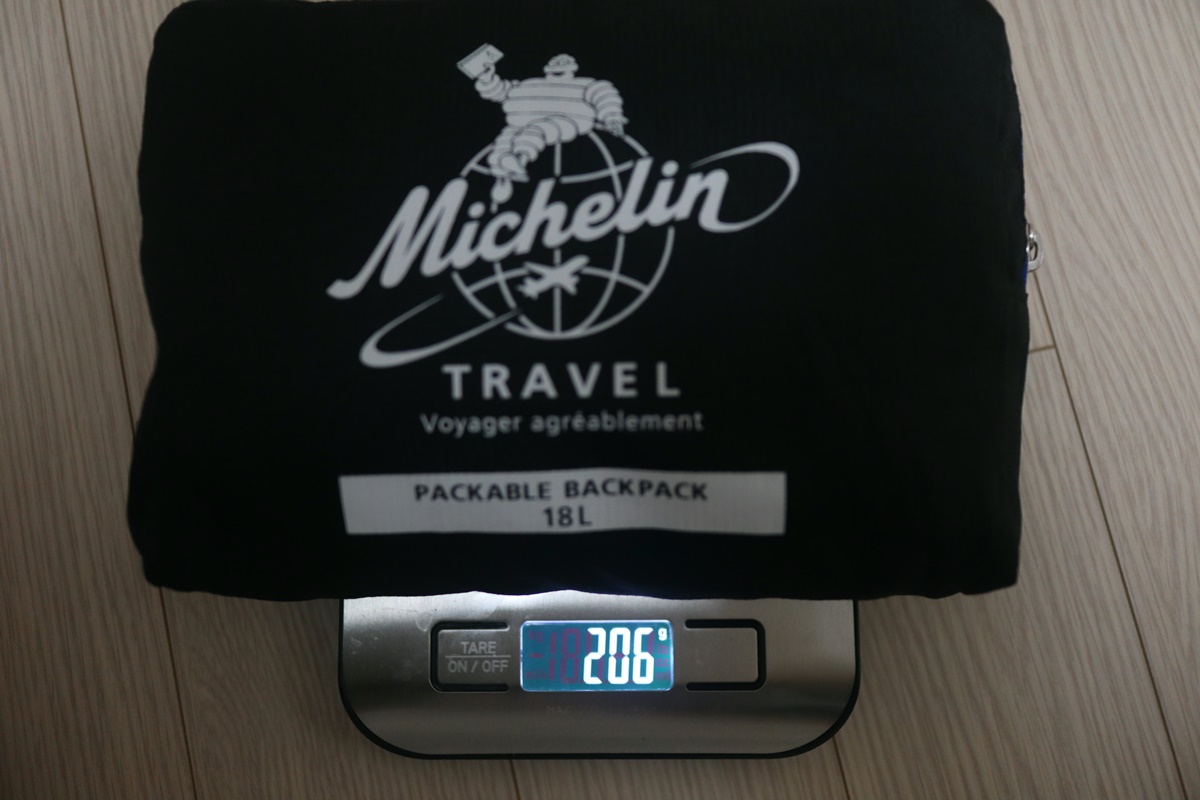 Michelin
TRAVEL
Voyager agréablement
PACKABLE BACKPACK
18L
TARE
ON / OFF
206 g